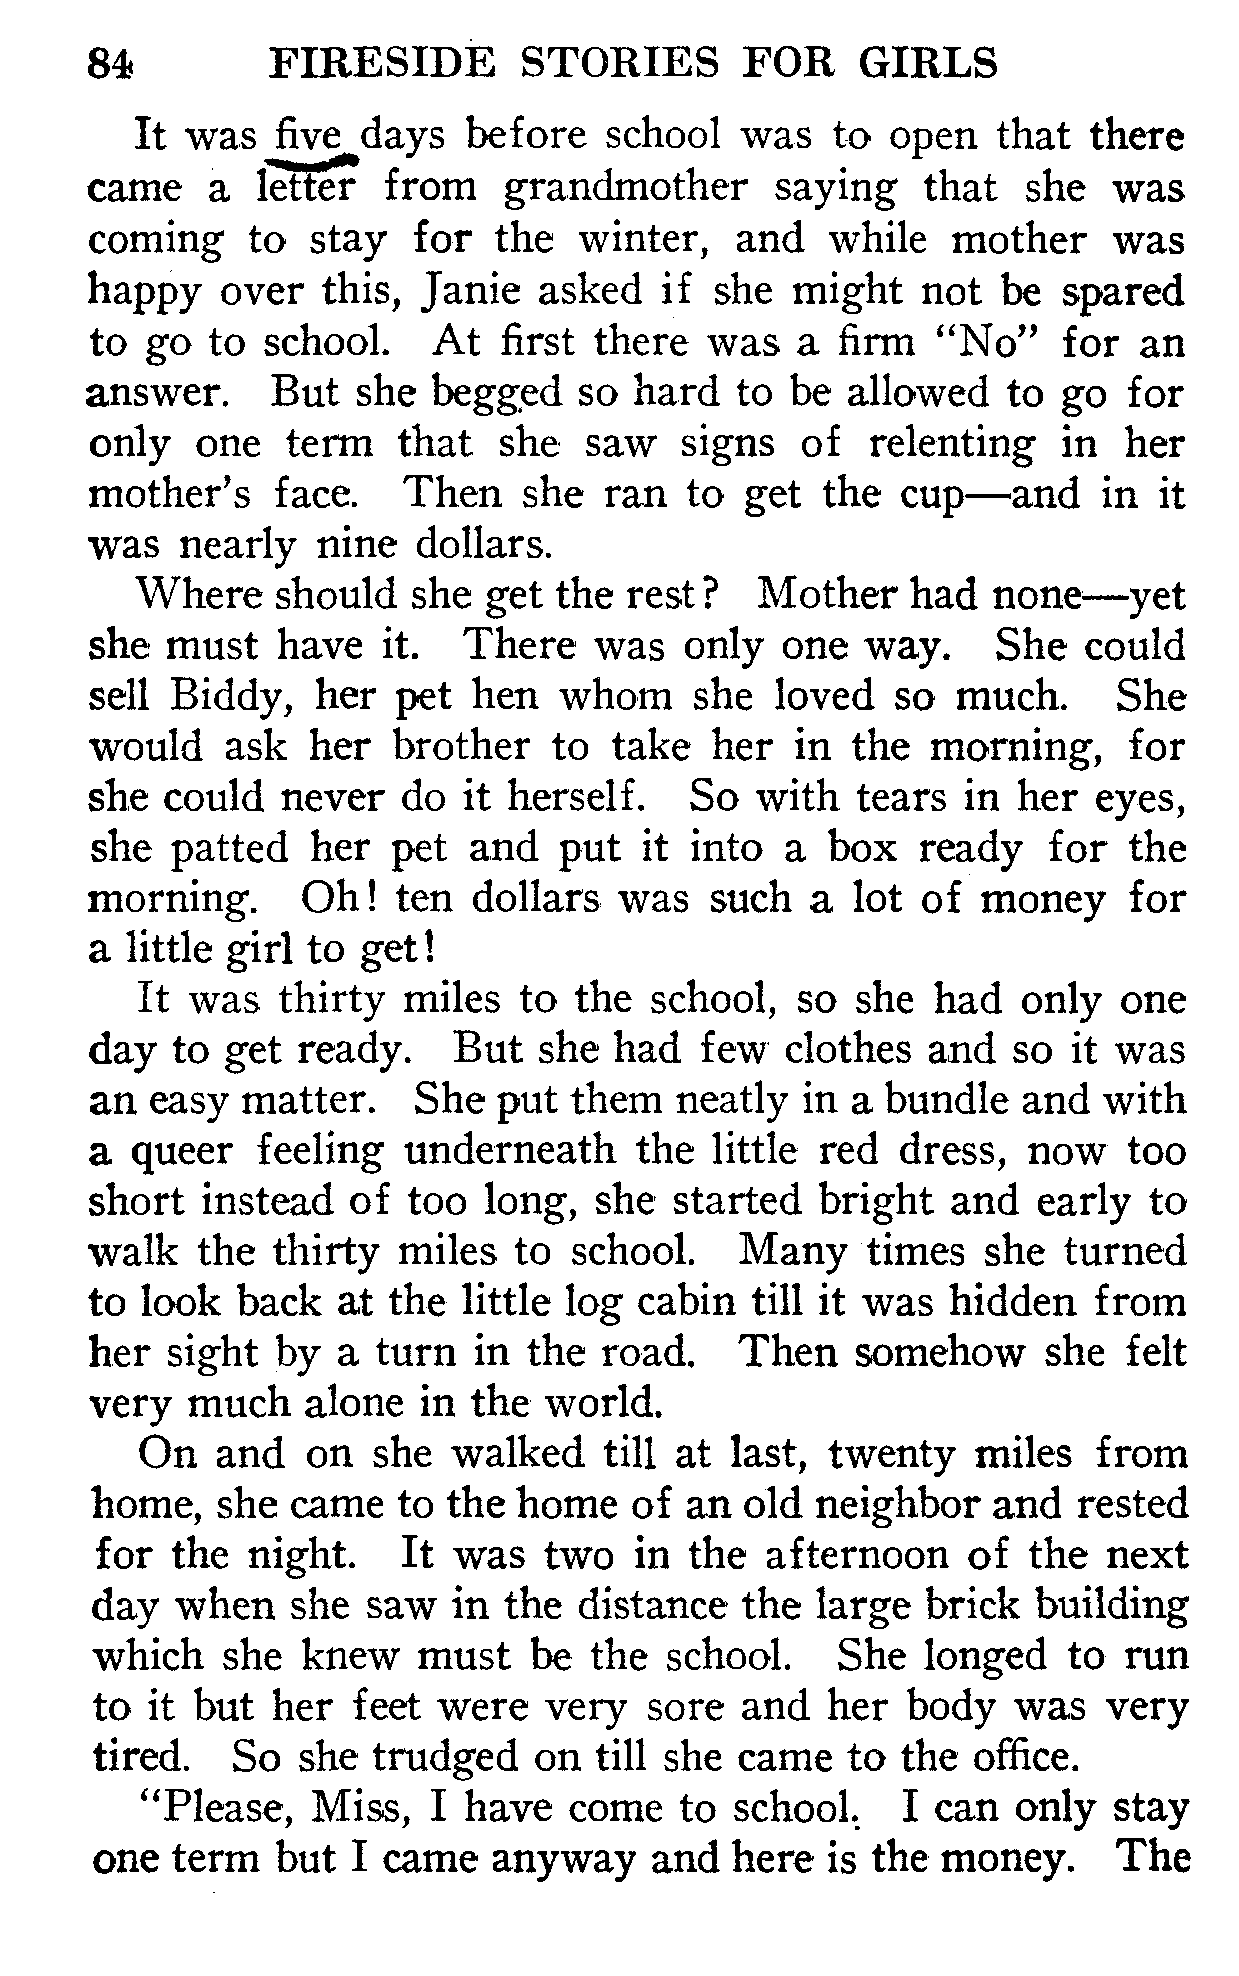 84 FIRESIDE STORIES FOR GIRLS
It was five days before school was to open that there
came a letter from grandmother saying that she was
coming to stay for the winter, and while mother was
happy over this, Janie asked if she might not be spared
to go to school. At first there was a firm “No” for an
answer. But she begged so hard to be allowed to go for
only one term that she saw signs of relenting in her
mother’s face. Then she ran to get the cup—and in it
was nearly nine dollars.
Where should she get the rest? Mother had none—yet
she must have it. There was only one way. She could
sell Biddy, her pet hen whom she loved so much. She
would ask her brother to take her in the morning, for
she could never do it herself. So with tears in her eyes,
she patted her pet and put it into a box ready for the
morning. Oh! ten dollars was such a lot of money for
a little girl to get!
It was thirty miles to the school, so she had only one
day to get ready. But she had few clothes and so it was
an easy matter. She put them neatly in a bundle and with
a queer feeling underneath the little red dress, now too
short instead of too long, she started bright and early to
walk the thirty miles to school. Many times she turned
to look back at the little log cabin till it was hidden from
her sight by a turn in the road. Then somehow she felt
very much alone in the world.
On and on she walked till at last, twenty miles from
home, she came to the home of an old neighbor and rested
for the night. It was two in the afternoon of the next
day when she saw in the distance the large brick building
which she knew must be the school. She longed to run
to it but her feet were very sore and her body was very
tired. So she trudged on till she came to the office.
“Please, Miss, I have come to school. I can only stay
one term but I came anyway and here is the money. The